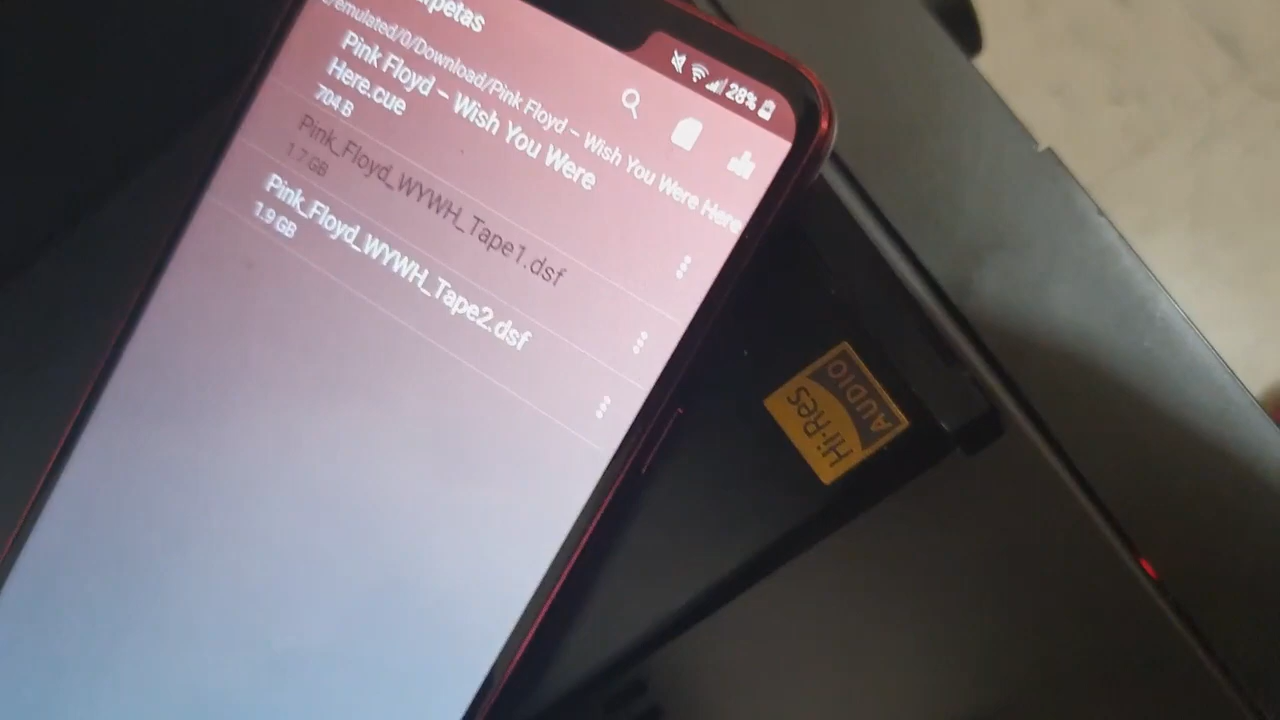 /emulated/0/Download/Pink Floyd – Wish You Were Here
28%
Pink Floyd – Wish You Were
Here.cue
704 B
Pink_Floyd_WYWH_Tape1.dsf
1.7 GB
Pink_Floyd_WYWH_Tape2.dsf
1.9 GB
Hi-Res
AUDIO